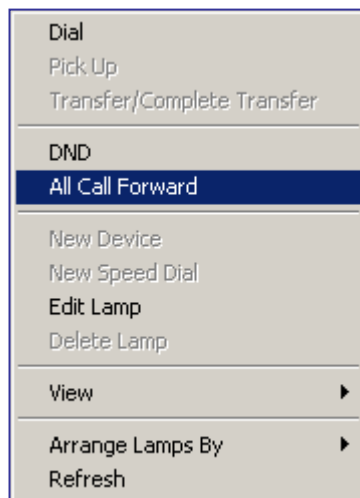 Dial
Pick Up
Transfer/Complete Transfer
DND
All Call Forward
New Device
New Speed Dial
Edit Lamp
Delete Lamp
View
Arrange Lamps By
Refresh